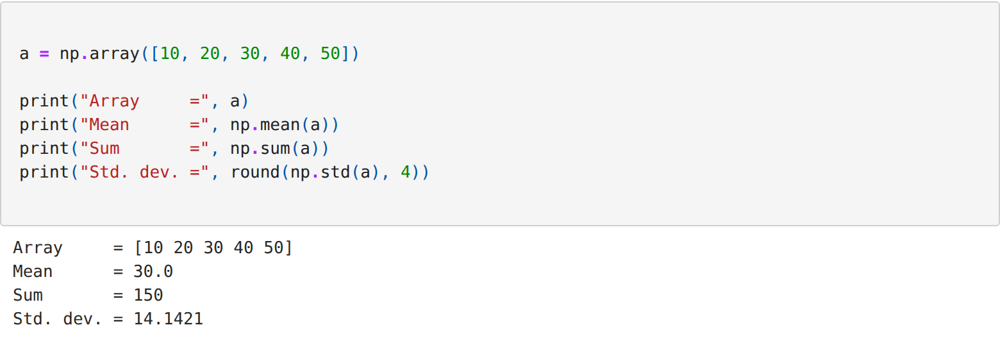 a = np.array([10, 20, 30, 40, 50])
print("Array     =", a)
print("Mean      =", np.mean(a))
print("Sum       =", np.sum(a))
print("Std. dev. =", round(np.std(a), 4))
Array     = [10 20 30 40 50]
Mean      = 30.0
Sum       = 150
Std. dev. = 14.1421